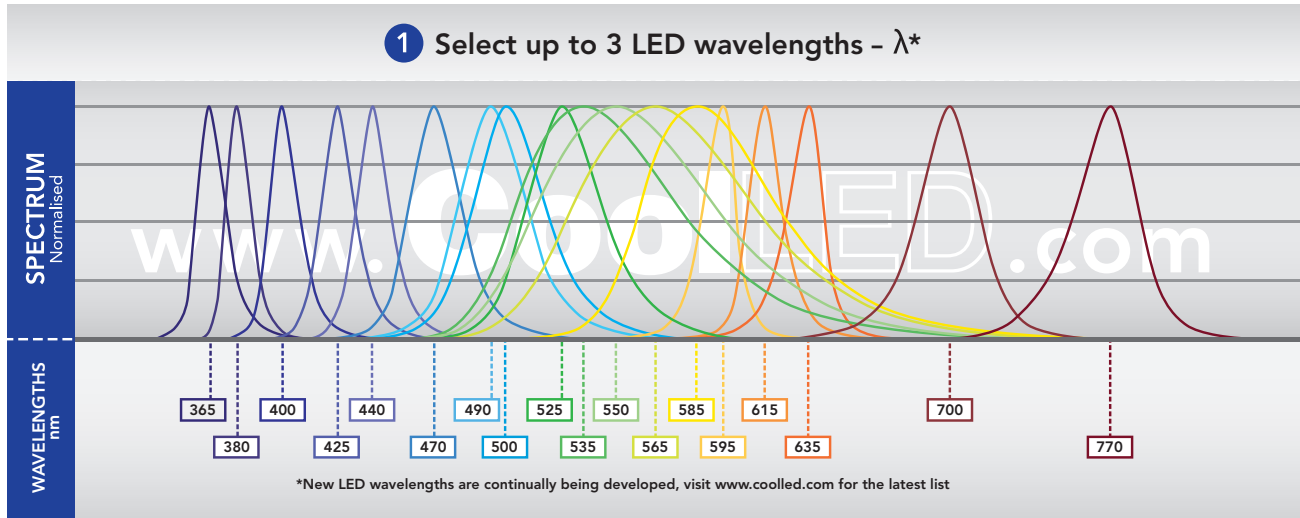 1 Select up to 3 LED wavelengths – λ*
SPECTRUM
Normalised
www.CoolLED.com
WAVELENGTHS
nm
365 400 440 490 525 550 585 615 700
380 425 470 500 535 565 595 635 770
*New LED wavelengths are continually being developed, visit www.coolled.com for the latest list